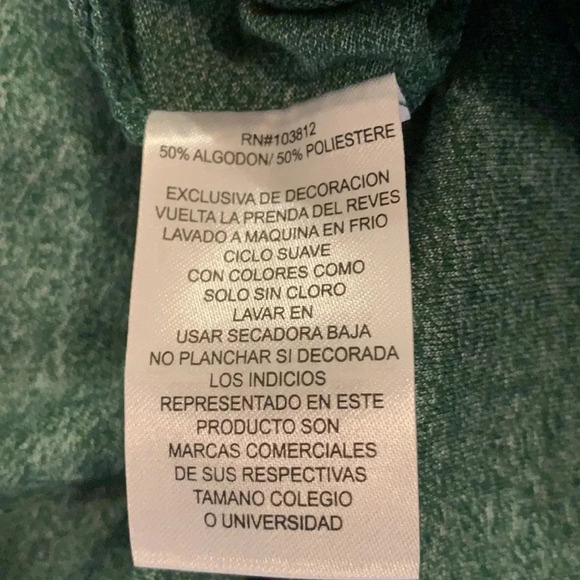 RN#103812
50% ALGODON/ 50% POLIESTERE
EXCLUSIVA DE DECORACION
VUELTA LA PRENDA DEL REVES
LAVADO A MAQUINA EN FRIO
CICLO SUAVE
CON COLORES COMO
SOLO SIN CLORO
LAVAR EN
USAR SECADORA BAJA
NO PLANCHAR SI DECORADA
LOS INDICIOS
REPRESENTADO EN ESTE
PRODUCTO SON
MARCAS COMERCIALES
DE SUS RESPECTIVAS
TAMANO COLEGIO
O UNIVERSIDAD